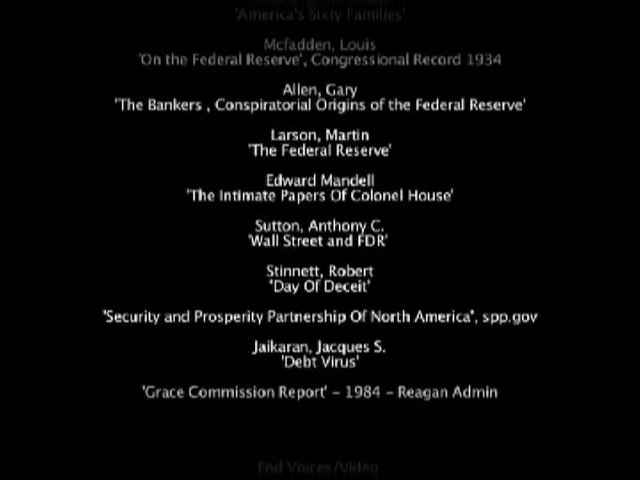 'America's Sixty Families'
Mcfadden, Louis
'On the Federal Reserve', Congressional Record 1934
Allen, Gary
'The Bankers , Conspiratorial Origins of the Federal Reserve'
Larson, Martin
'The Federal Reserve'
Edward Mandell
'The Intimate Papers Of Colonel House'
Sutton, Anthony C.
'Wall Street and FDR'
Stinnett, Robert
'Day Of Deceit'
'Security and Prosperity Partnership Of North America", spp.gov
Jaikaran, Jacques S.
'Debt Virus'
'Grace Commission Report' – 1984 – Reagan Admin
End Voices/Video